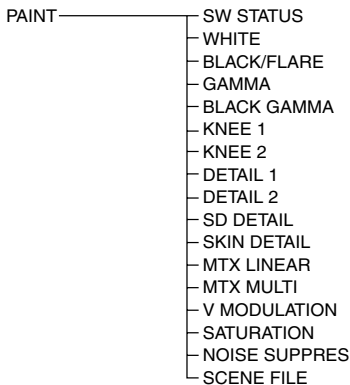 PAINT SW STATUS
WHITE
BLACK/FLARE
GAMMA
BLACK GAMMA
KNEE 1
KNEE 2
DETAIL 1
DETAIL 2
SD DETAIL
SKIN DETAIL
MTX LINEAR
MTX MULTI
V MODULATION
SATURATION
NOISE SUPPRES
SCENE FILE